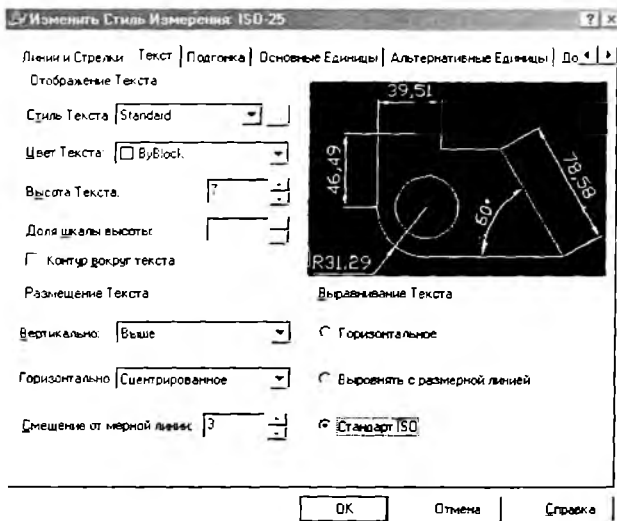 Изменить Стиль Измерения: ISO-25
Линии и Стрелки Текст Подгонка Основные Единицы Альтернативные Единицы До
Отображение Текста
Стиль Текста Standard
Цвет Текста: ByBlock
Высота Текста. 7
Доля шкалы высоты:
Контур вокруг текста
39,51
46,49
78,58
60°
R31,29
Размещение Текста
Вертикально: Выше
Горизонтально Сцентрированное
Смещение от мерной линии: 3
Выравнивание Текста
Горизонтальное
Выровнять с размерной линией
Стандарт ISO
OK Отмена Справка